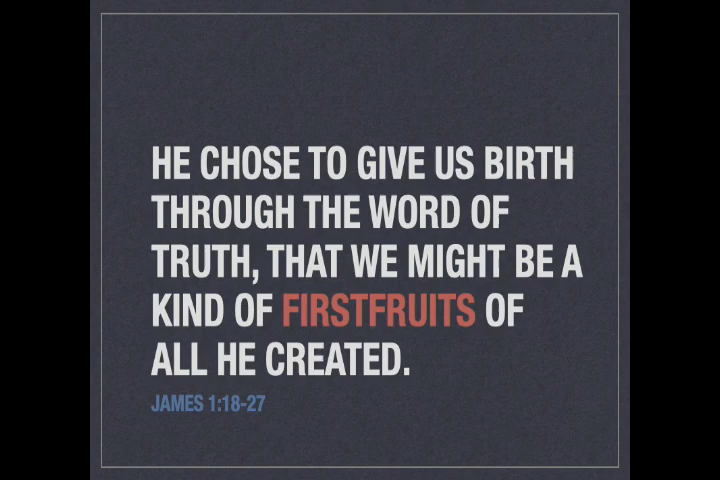 HE CHOSE TO GIVE US BIRTH
THROUGH THE WORD OF
TRUTH, THAT WE MIGHT BE A
KIND OF FIRSTFRUITS OF
ALL HE CREATED.
JAMES 1:18-27